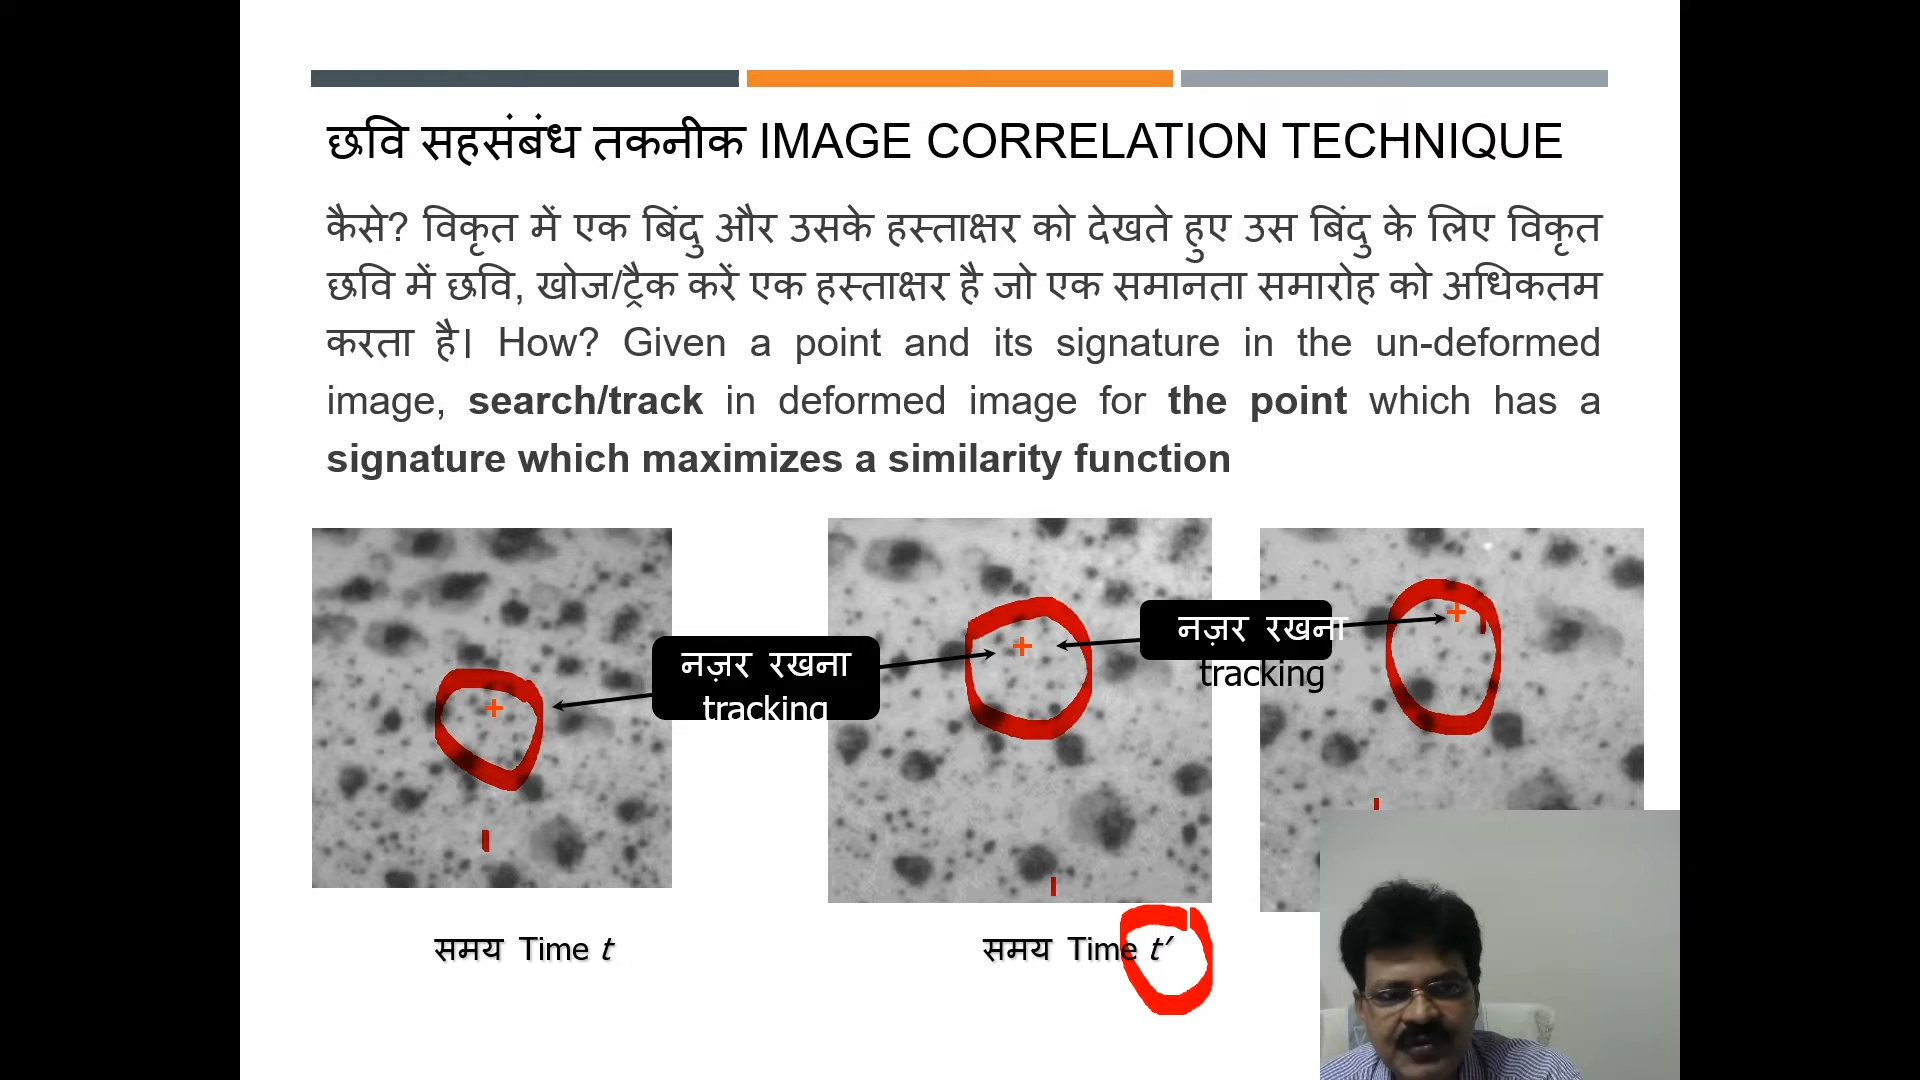 छवि सहसंबंध तकनीक IMAGE CORRELATION TECHNIQUE
कैसे? विकृत में एक बिंदु और उसके हस्ताक्षर को देखते हुए उस बिंदु के लिए विकृत
छवि में छवि, खोज/ट्रैक करें एक हस्ताक्षर है जो एक समानता समारोह को अधिकतम
करता है। How? Given a point and its signature in the un-deformed
image, search/track in deformed image for the point which has a
signature which maximizes a similarity function
नज़र रखना
tracking
नज़र रखना
tracking
समय Time t
समय Time t′